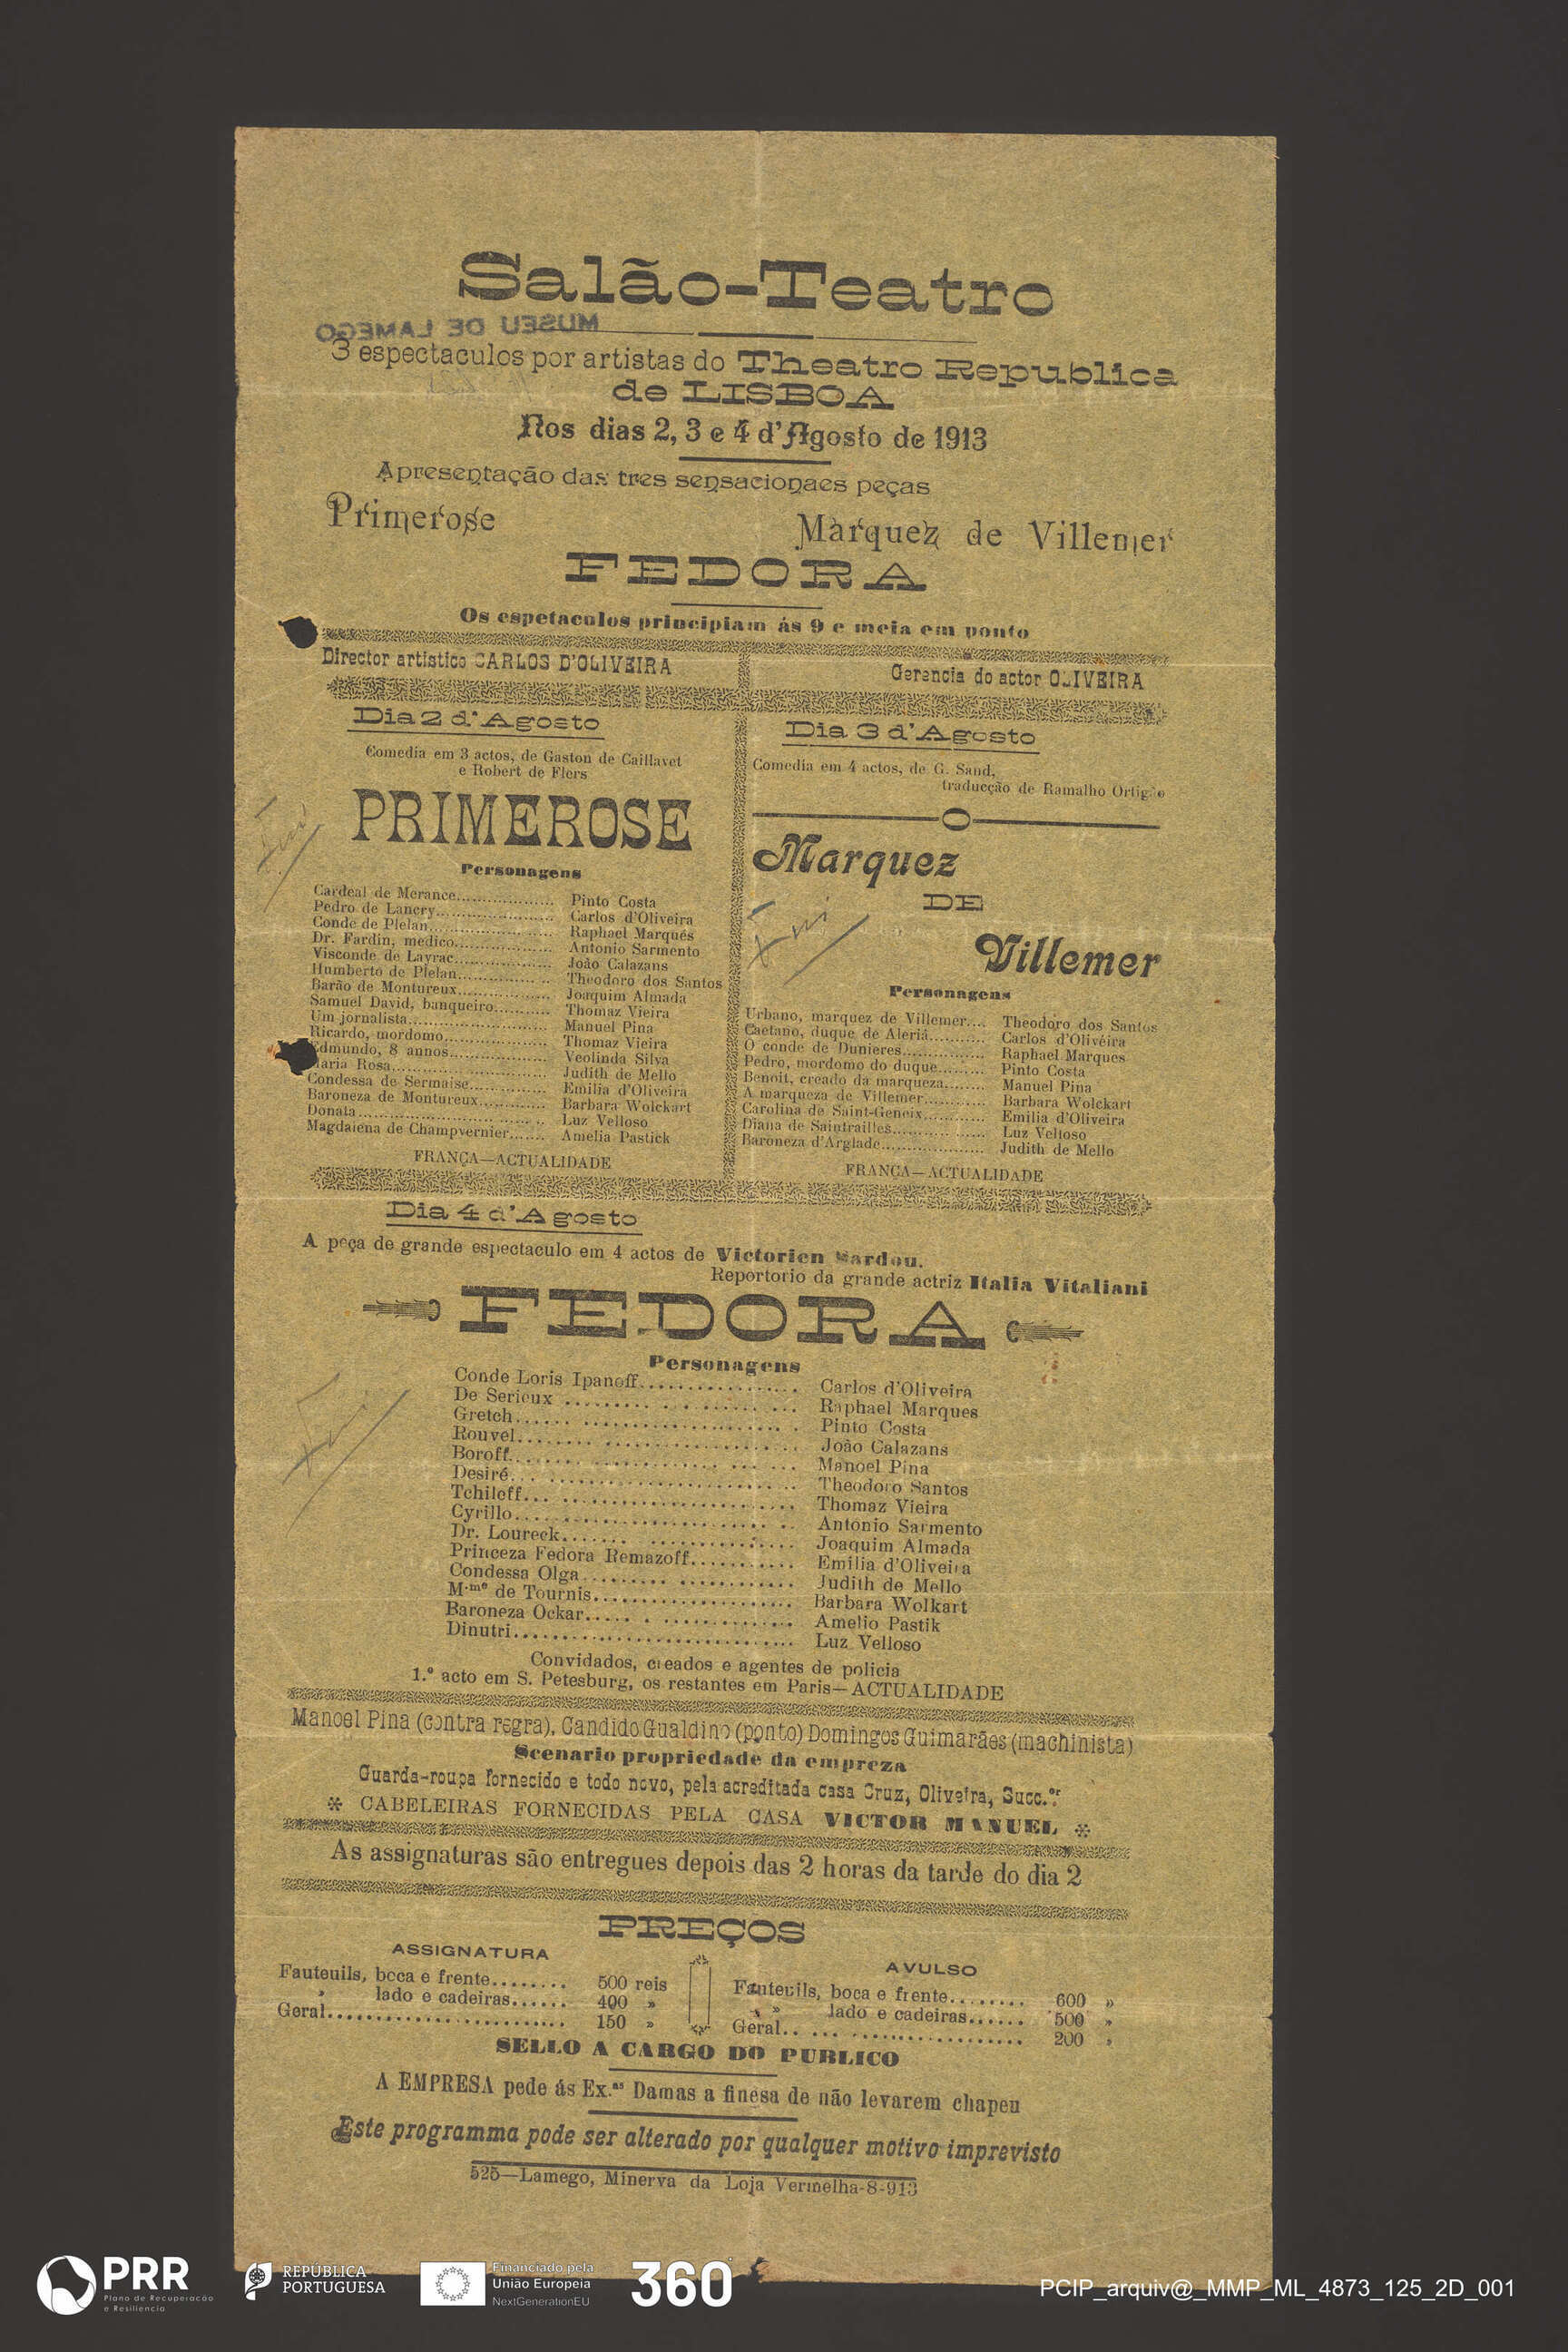 Salão-Teatro
MUSEU DE LAMEGO
3 espectaculos por artistas do Theatro Republica
de LISBOA
Nos dias 2, 3 e 4 d'Agosto de 1913
Apresentação das tres sensacionaes peças
Primerose
Marquez de Villemer
FEDORA
Os espetaculos principiam ás 9 e meia em ponto
Director artistico CARLOS D'OLIVEIRA
Gerencia do actor OLIVEIRA
Dia 2 d'Agosto
Comedia em 3 actos, de Gaston de Caillavet
e Robert de Flers
PRIMEROSE
Personagens
Cardeal de Merance................. Pinto Costa
Pedro de Lancry..................... Carlos d'Oliveira
Conde de Plelan...................... Raphael Marques
Dr. Fardin, medico.................. Antonio Sarmento
Visconde de Layrac................. João Calazans
Humberto de Plelan............... Theodoro dos Santos
Barão de Montureux................ Joaquim Almada
Samuel David, banqueiro.......... Thomaz Vieira
Um jornalista......................... Manuel Pina
Ricardo, mordomo................... Thomaz Vieira
Edmundo, 8 annos.................. Veolinda Silva
Maria Rosa............................ Judith de Mello
Condessa de Sermaise.............. Emilia d'Oliveira
Baroneza de Montureux............ Barbara Wolckart
Donata................................. Luz Velloso
Magdalena de Champvernier....... Amelia Pastick
FRANÇA—ACTUALIDADE
Dia 3 d'Agosto
Comedia em 4 actos, de G. Sand,
traducção de Ramalho Ortigão
Marquez
DE
Villemer
Personagens
Urbano, marquez de Villemer.... Theodoro dos Santos
Caetano, duque de Aleriá.......... Carlos d'Olivéira
O conde de Dunieres............... Raphael Marques
Pedro, mordomo do duque......... Pinto Costa
Benoit, creado da marqueza........ Manuel Pina
A marqueza de Villemer........... Barbara Wolckart
Carolina de Saint-Geneix........... Emilia d'Oliveira
Diana de Saintrailles................. Luz Velloso
Baroneza d'Arglade................... Judith de Mello
FRANÇA—ACTUALIDADE
Dia 4 d'Agosto
A peça de grande espectaculo em 4 actos de Victorien Sardou.
Reportorio da grande actriz Italia Vitaliani
FEDORA
Personagens
Conde Loris Ipanoff................. Carlos d'Oliveira
De Serieux ......................... Raphael Marques
Gretch.............................. Pinto Costa
Rouvel.............................. João Calazans
Boroff.............................. Manoel Pina
Desiré.............................. Theodoro Santos
Tchileff............................ Thomaz Vieira
Cyrillo............................. Antonio Sarmento
Dr. Loureck......................... Joaquim Almada
Princeza Fedora Remazoff........... Emilia d'Oliveira
Condessa Olga....................... Judith de Mello
M.me de Tournis..................... Barbara Wolkart
Baroneza Ockar...................... Amelio Pastik
Dinutri............................. Luz Velloso
Convidados, creados e agentes de policia
1.º acto em S. Petesburg, os restantes em Paris—ACTUALIDADE
Manoel Pina (contra regra), Candido Gualdino (ponto) Domingos Guimarães (machinista)
Scenario propriedade da empreza
Guarda-roupa fornecido e todo novo, pela acreditada casa Cruz, Oliveira, Succ.or
* CABELEIRAS FORNECIDAS PELA CASA VICTOR MANUEL *
As assignaturas são entregues depois das 2 horas da tarde do dia 2
PREÇOS
ASSIGNATURA
Fauteuils, boca e frente........ 500 reis
» lado e cadeiras...... 400 »
Geral......................... 150 »
AVULSO
Fauteuils, boca e frente........ 600 »
» lado e cadeiras...... 500 »
Geral......................... 200 »
SELLO A CARGO DO PUBLICO
A EMPRESA pede ás Ex.as Damas a finesa de não levarem chapeu
Este programma pode ser alterado por qualquer motivo imprevisto
525—Lamego, Minerva da Loja Vermelha-8-913
PRR
Plano de Recuperação
e Resiliência
REPÚBLICA
PORTUGUESA
Financiado pela
União Europeia
NextGenerationEU
360°
PCIP_arquiv@_MMP_ML_4873_125_2D_001